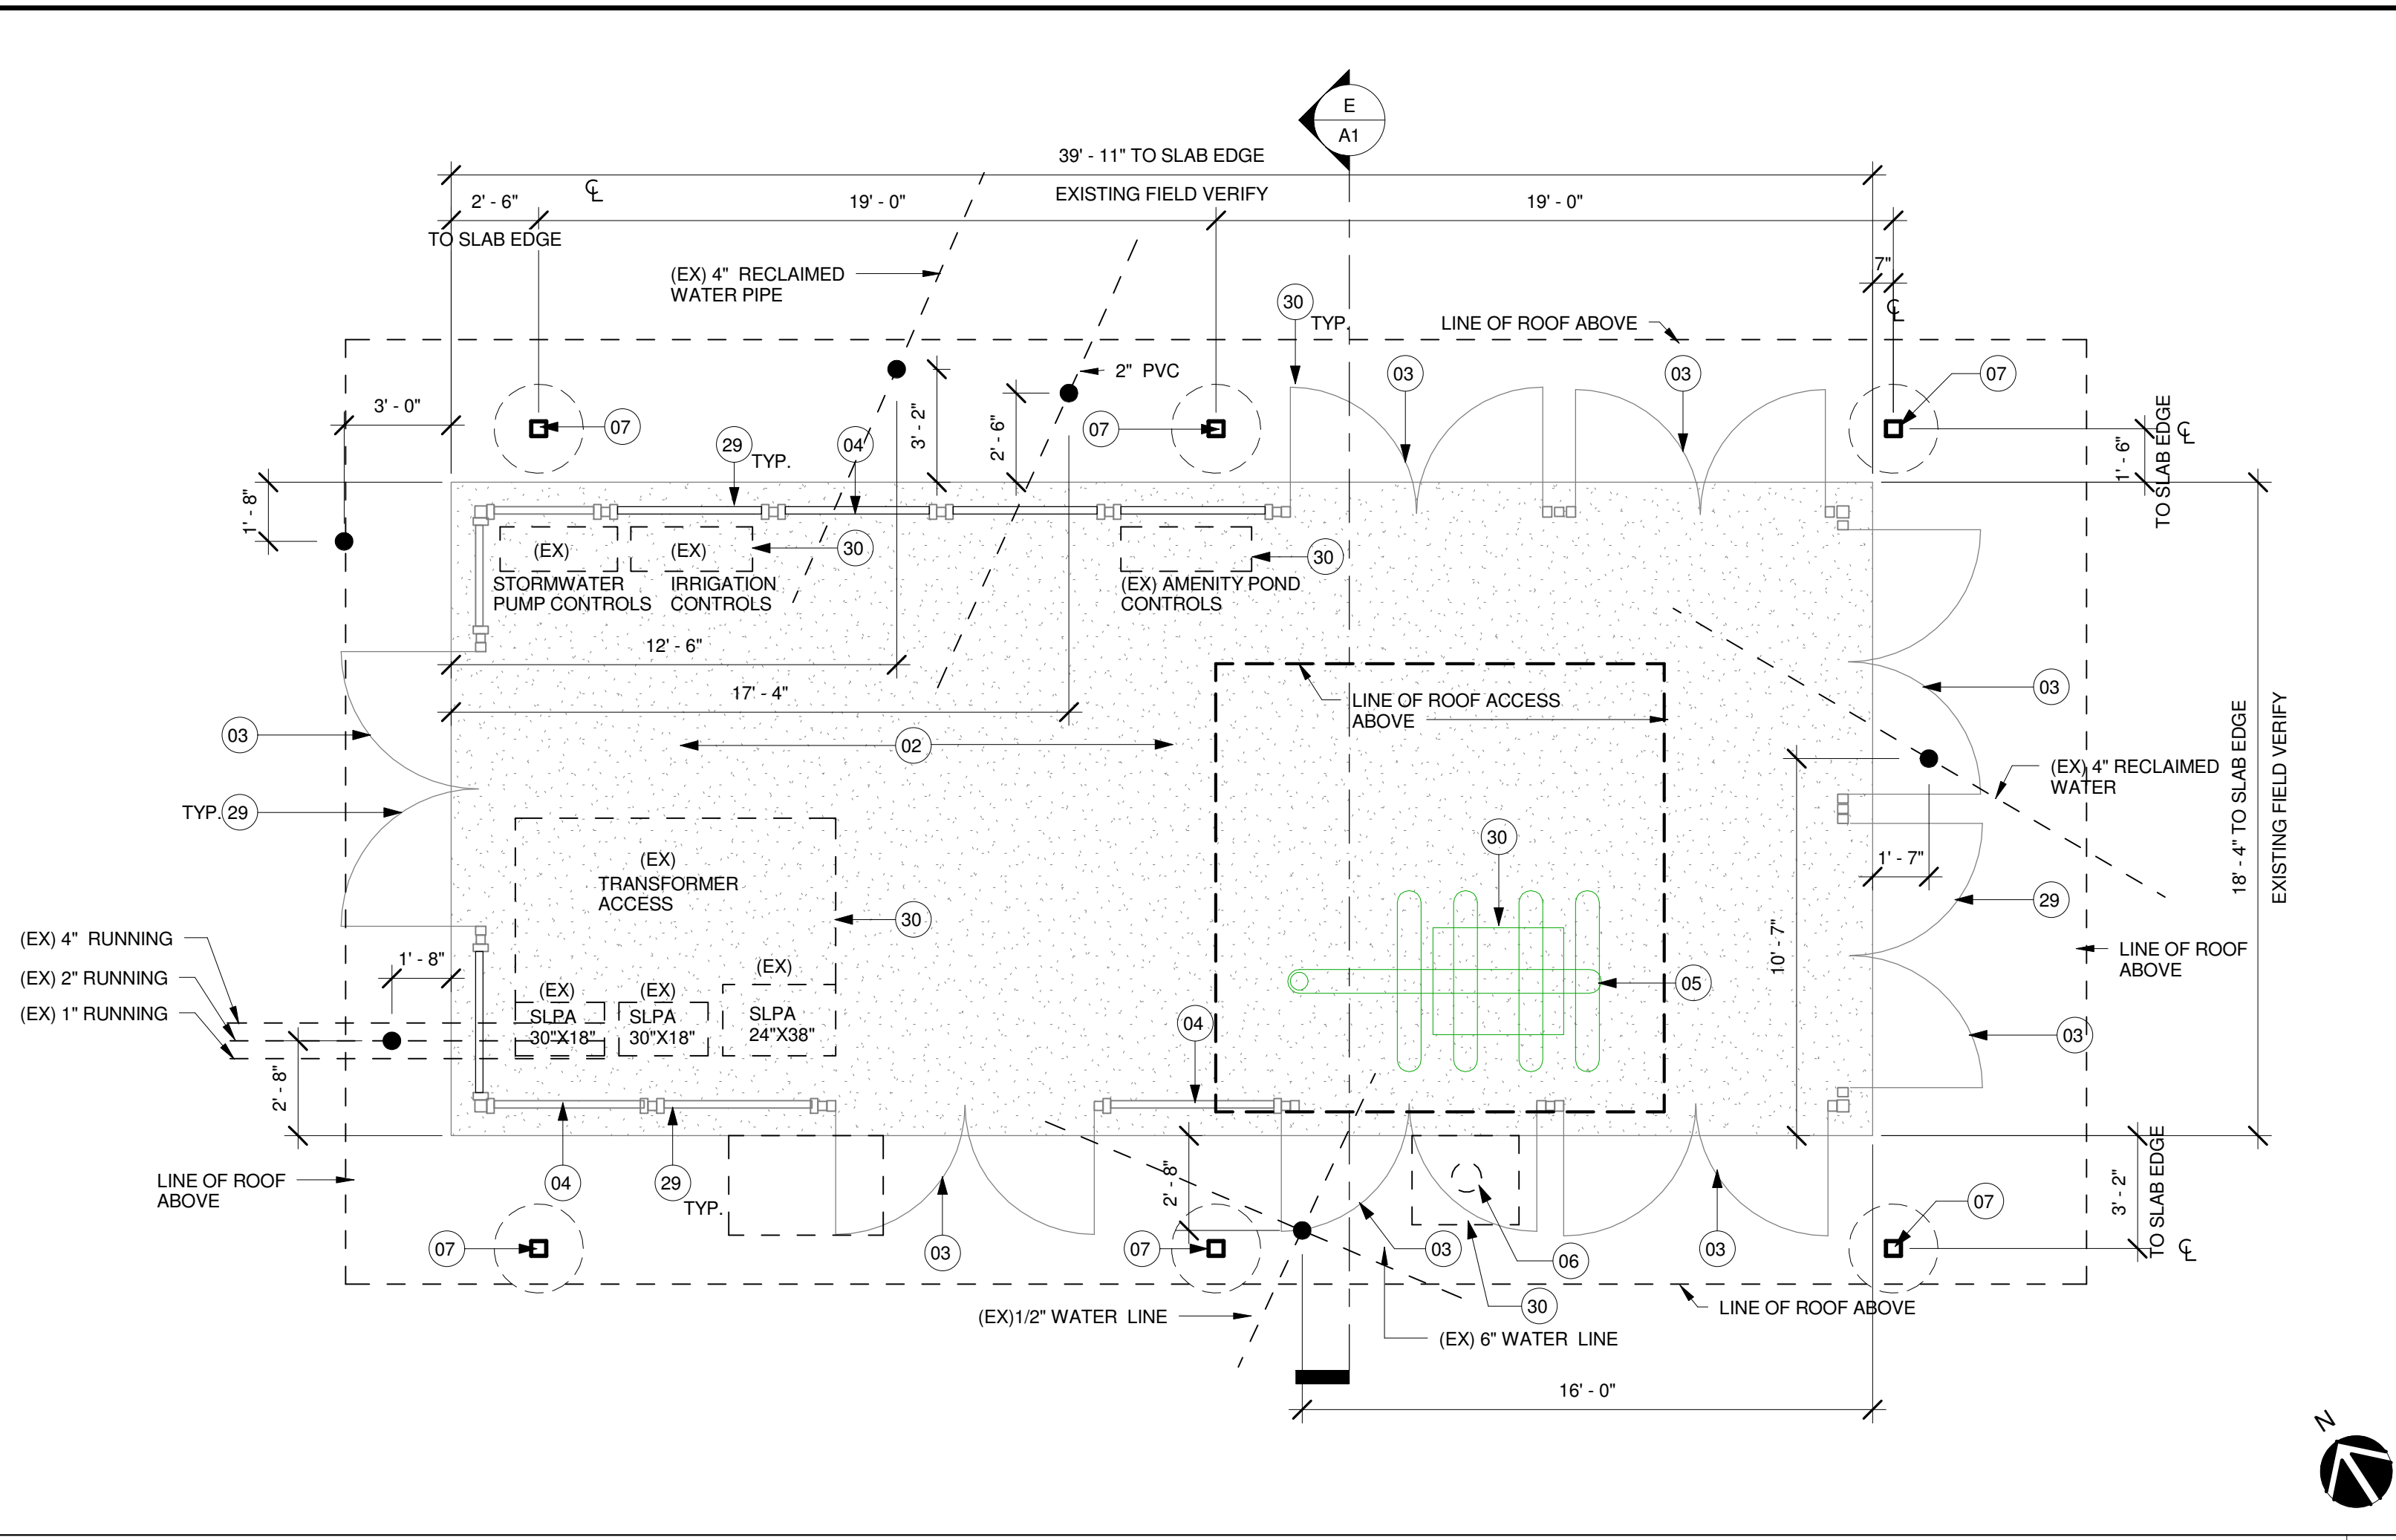 E
A1
39' - 11" TO SLAB EDGE
EXISTING FIELD VERIFY
2' - 6"
TO SLAB EDGE
℄
19' - 0"
19' - 0"
7"
℄
(EX) 4" RECLAIMED
WATER PIPE
30
TYP.
LINE OF ROOF ABOVE
2" PVC
03
03
07
3' - 0"
07
3' - 2"
2' - 6"
07
1' - 6"
TO SLAB EDGE
℄
29
TYP.
04
1' - 8"
(EX)
(EX)
30
30
STORMWATER
PUMP CONTROLS
IRRIGATION
CONTROLS
(EX) AMENITY POND
CONTROLS
12' - 6"
17' - 4"
LINE OF ROOF ACCESS
ABOVE
03
03
02
18' - 4" TO SLAB EDGE
EXISTING FIELD VERIFY
(EX) 4" RECLAIMED
WATER
TYP.
29
30
(EX)
TRANSFORMER
ACCESS
30
1' - 7"
29
10' - 7"
(EX) 4" RUNNING
(EX) 2" RUNNING
(EX) 1" RUNNING
1' - 8"
(EX)
SLPA
30"X18"
(EX)
SLPA
30"X18"
(EX)
SLPA
24"X38"
05
LINE OF ROOF
ABOVE
04
03
2' - 8"
LINE OF ROOF
ABOVE
04
29
TYP.
2' - 8"
3' - 2"
TO SLAB EDGE
℄
07
07
03
07
03
06
03
30
(EX)1/2" WATER LINE
(EX) 6" WATER LINE
LINE OF ROOF ABOVE
16' - 0"
N